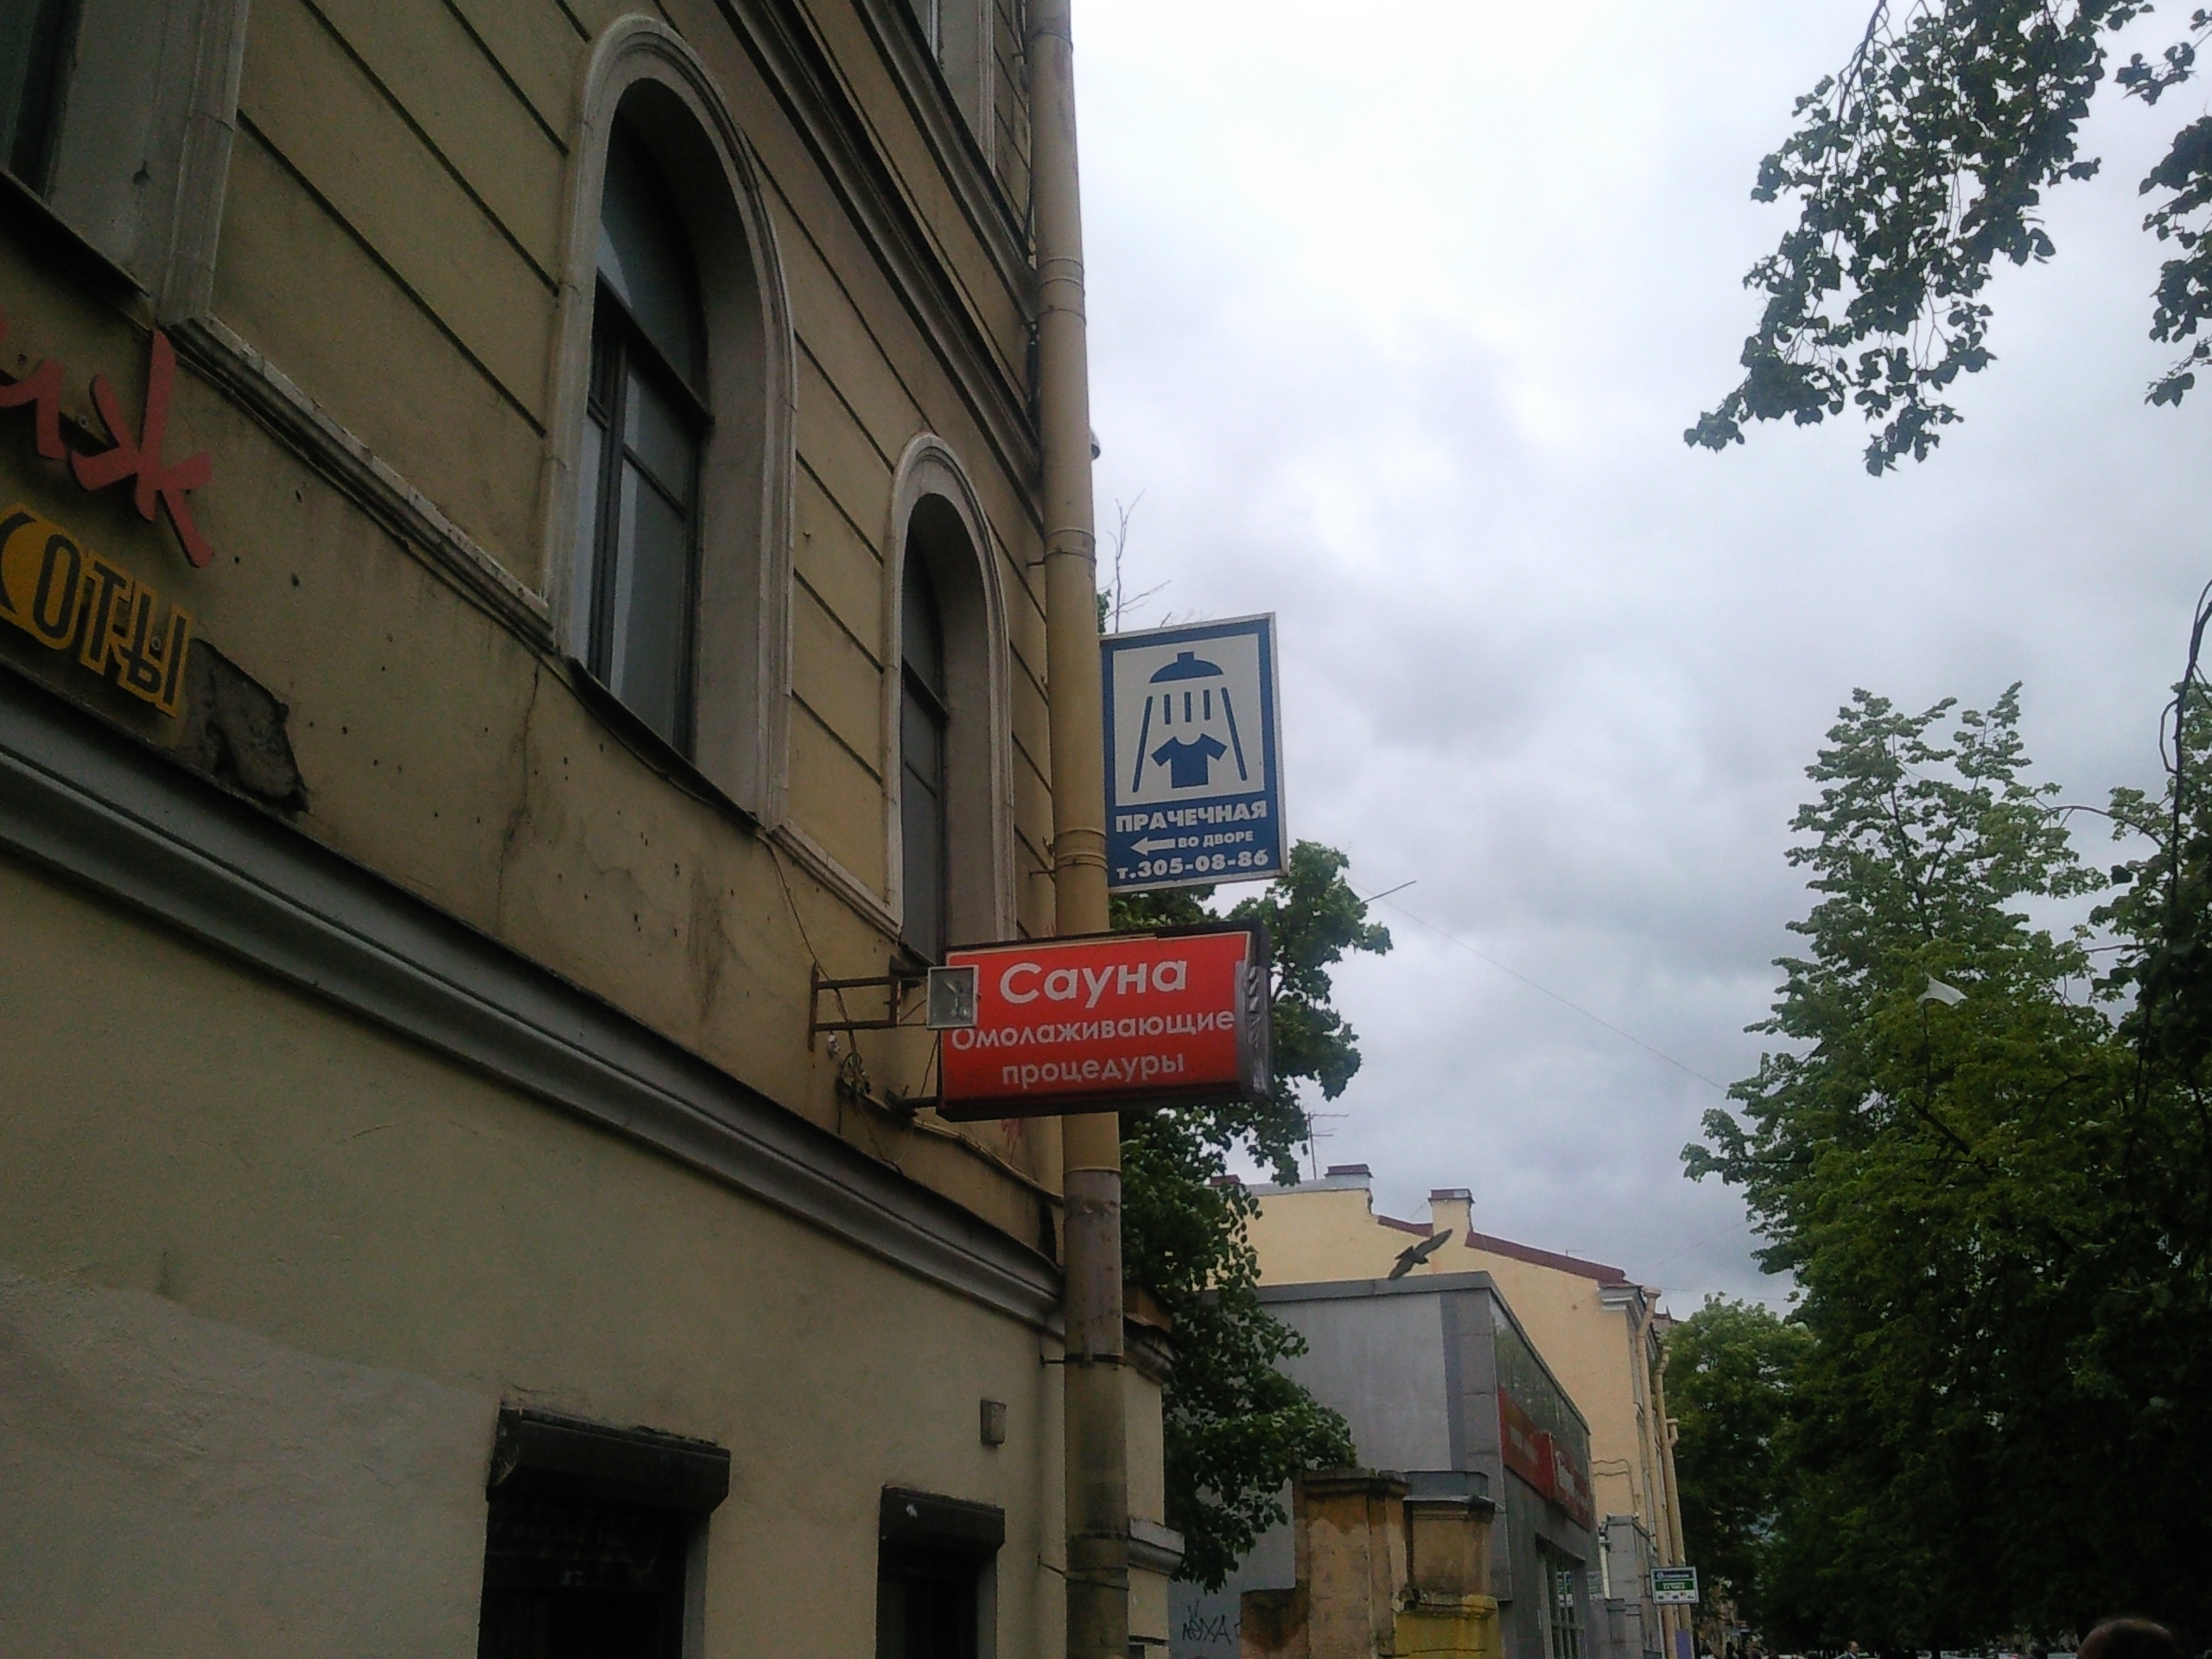 ПРАЧЕЧНАЯ
ВО ДВОРЕ
т.305-08-86
Сауна
Омолаживающие
процедуры